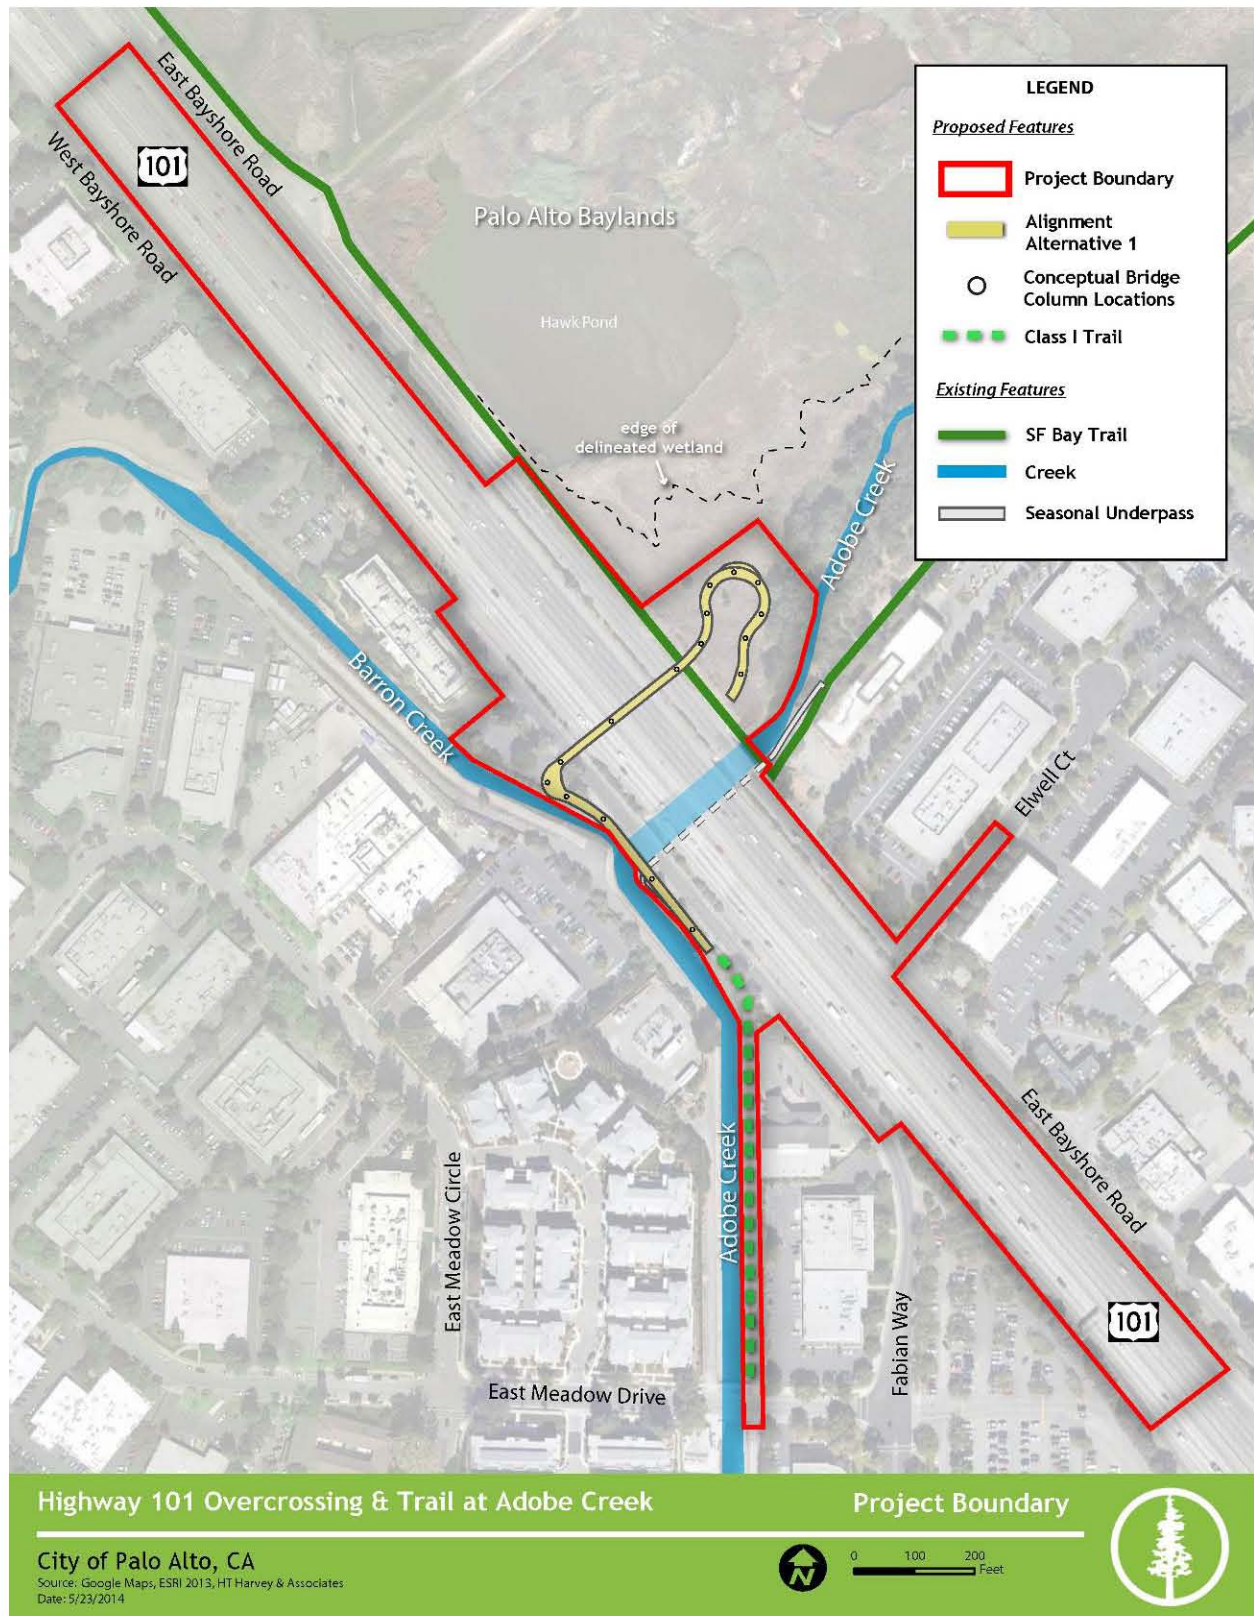 East Bayshore Road
West Bayshore Road
101
Palo Alto Baylands
Hawk Pond
edge of
delineated wetland
Adobe Creek
Barron Creek
Elwell Ct
LEGEND
Proposed Features
Project Boundary
Alignment
Alternative 1
Conceptual Bridge
Column Locations
Class I Trail
Existing Features
SF Bay Trail
Creek
Seasonal Underpass
East Bayshore Road
Adobe Creek
East Meadow Circle
East Meadow Drive
Fabian Way
101
Highway 101 Overcrossing & Trail at Adobe Creek
Project Boundary
City of Palo Alto, CA
Source: Google Maps, ESRI 2013, HT Harvey & Associates
Date: 5/23/2014
N
0 100 200
Feet